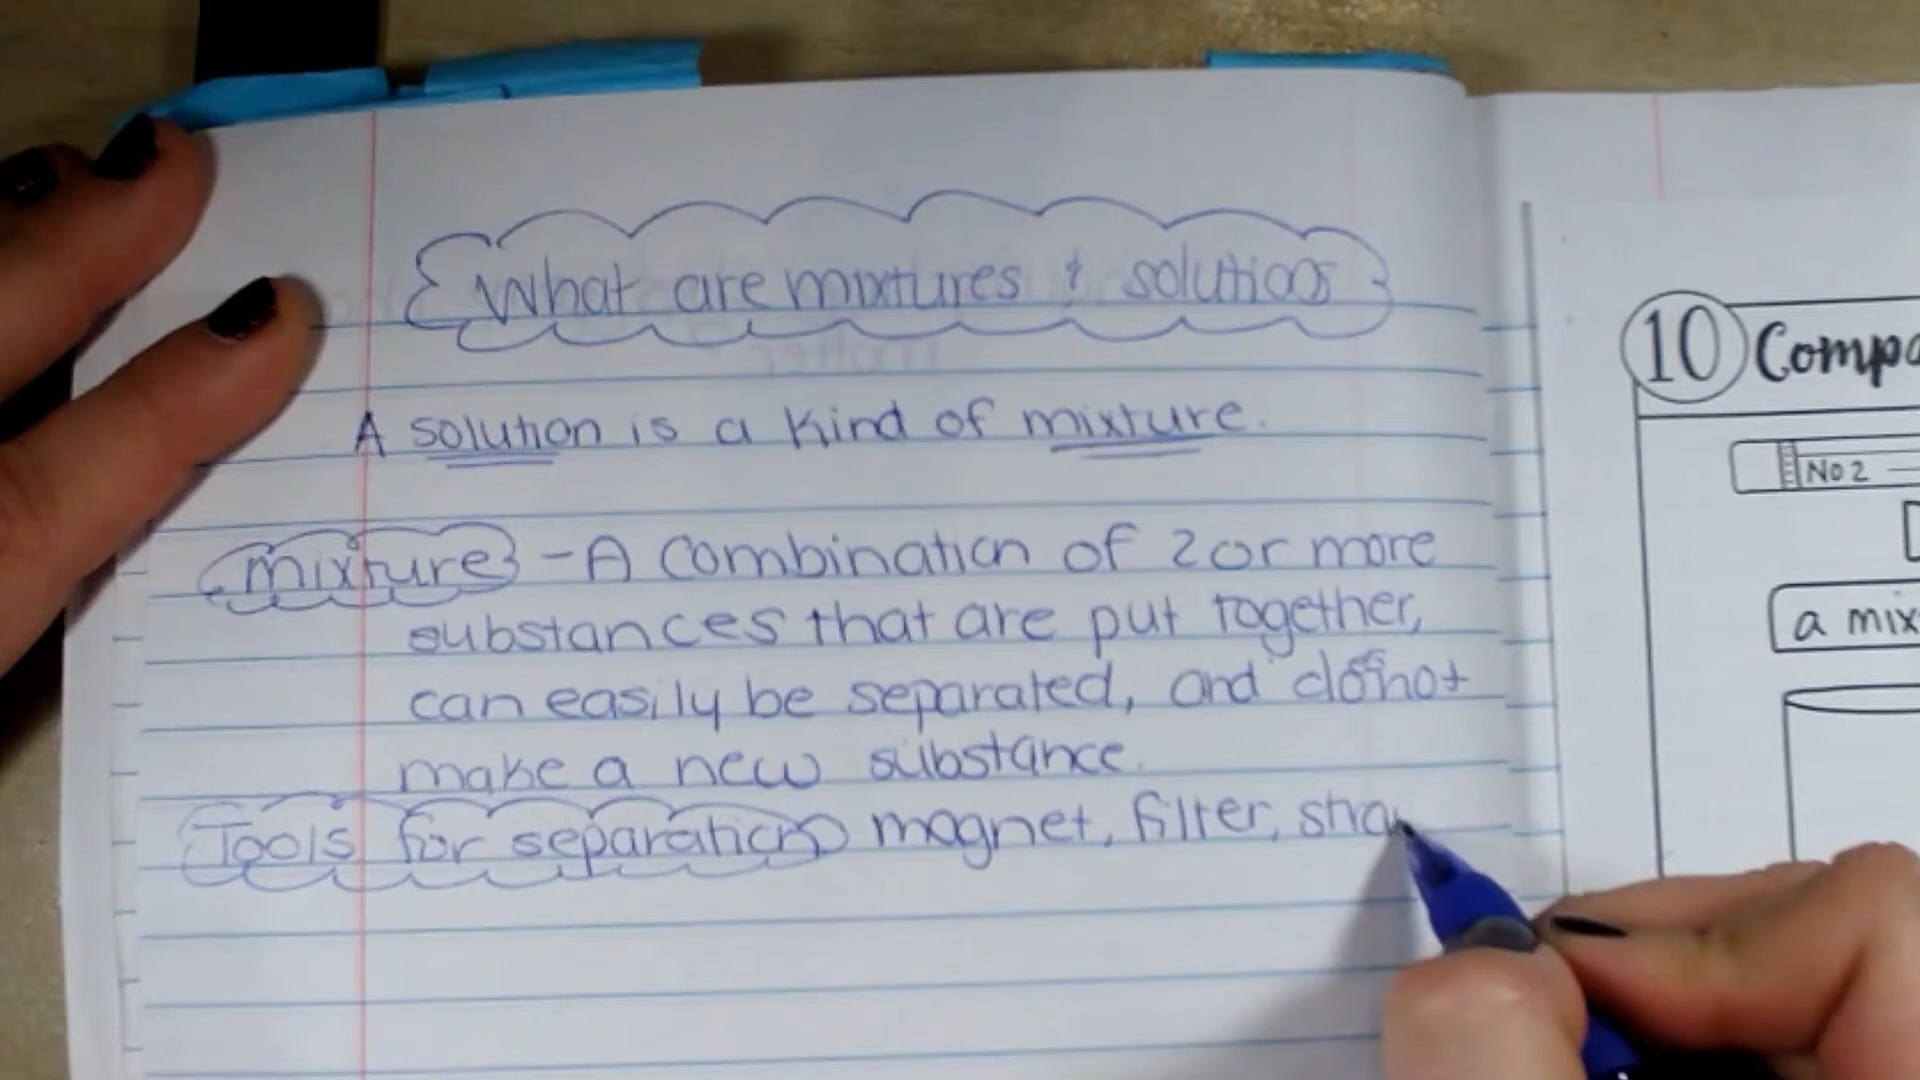 What are mixtures & solutions
A solution is a kind of mixture.
mixture - A combination of 2 or more
substances that are put together,
can easily be separated, and do not
make a new substance.
Tools for separation magnet, filter, sha
10 Compa
No 2
a mix